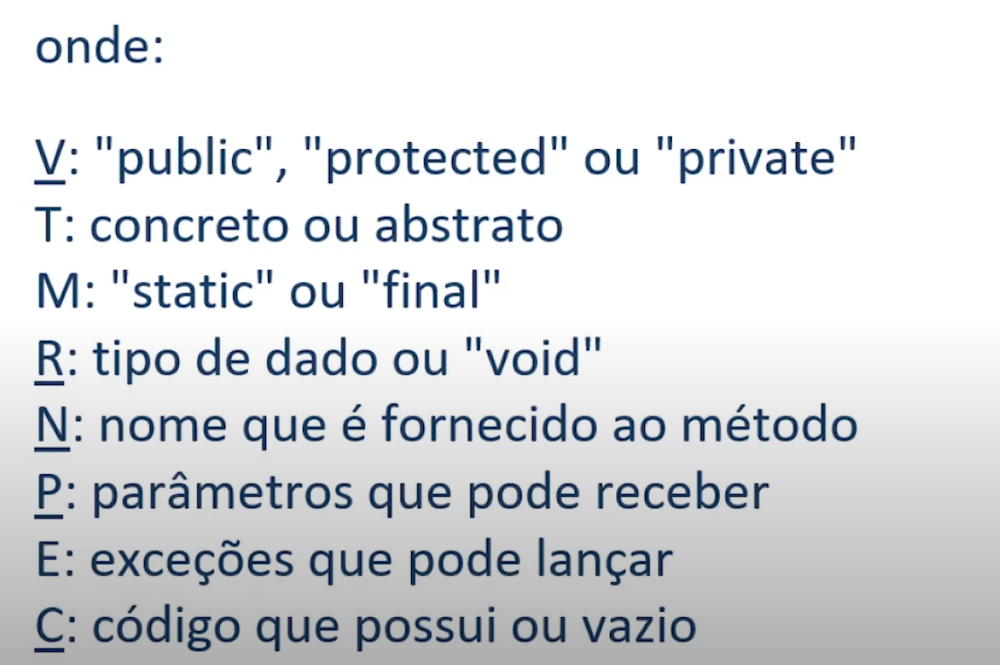 onde:
V: "public", "protected" ou "private"
T: concreto ou abstrato
M: "static" ou "final"
R: tipo de dado ou "void"
N: nome que é fornecido ao método
P: parâmetros que pode receber
E: exceções que pode lançar
C: código que possui ou vazio